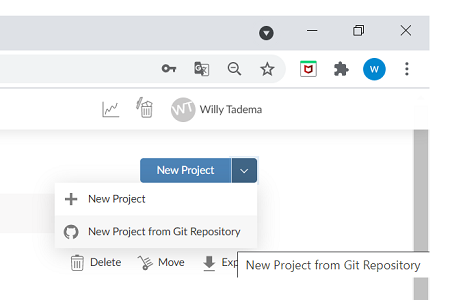 W
WT Willy Tadema
New Project
New Project
New Project from Git Repository
Delete Move Exp
New Project from Git Repository